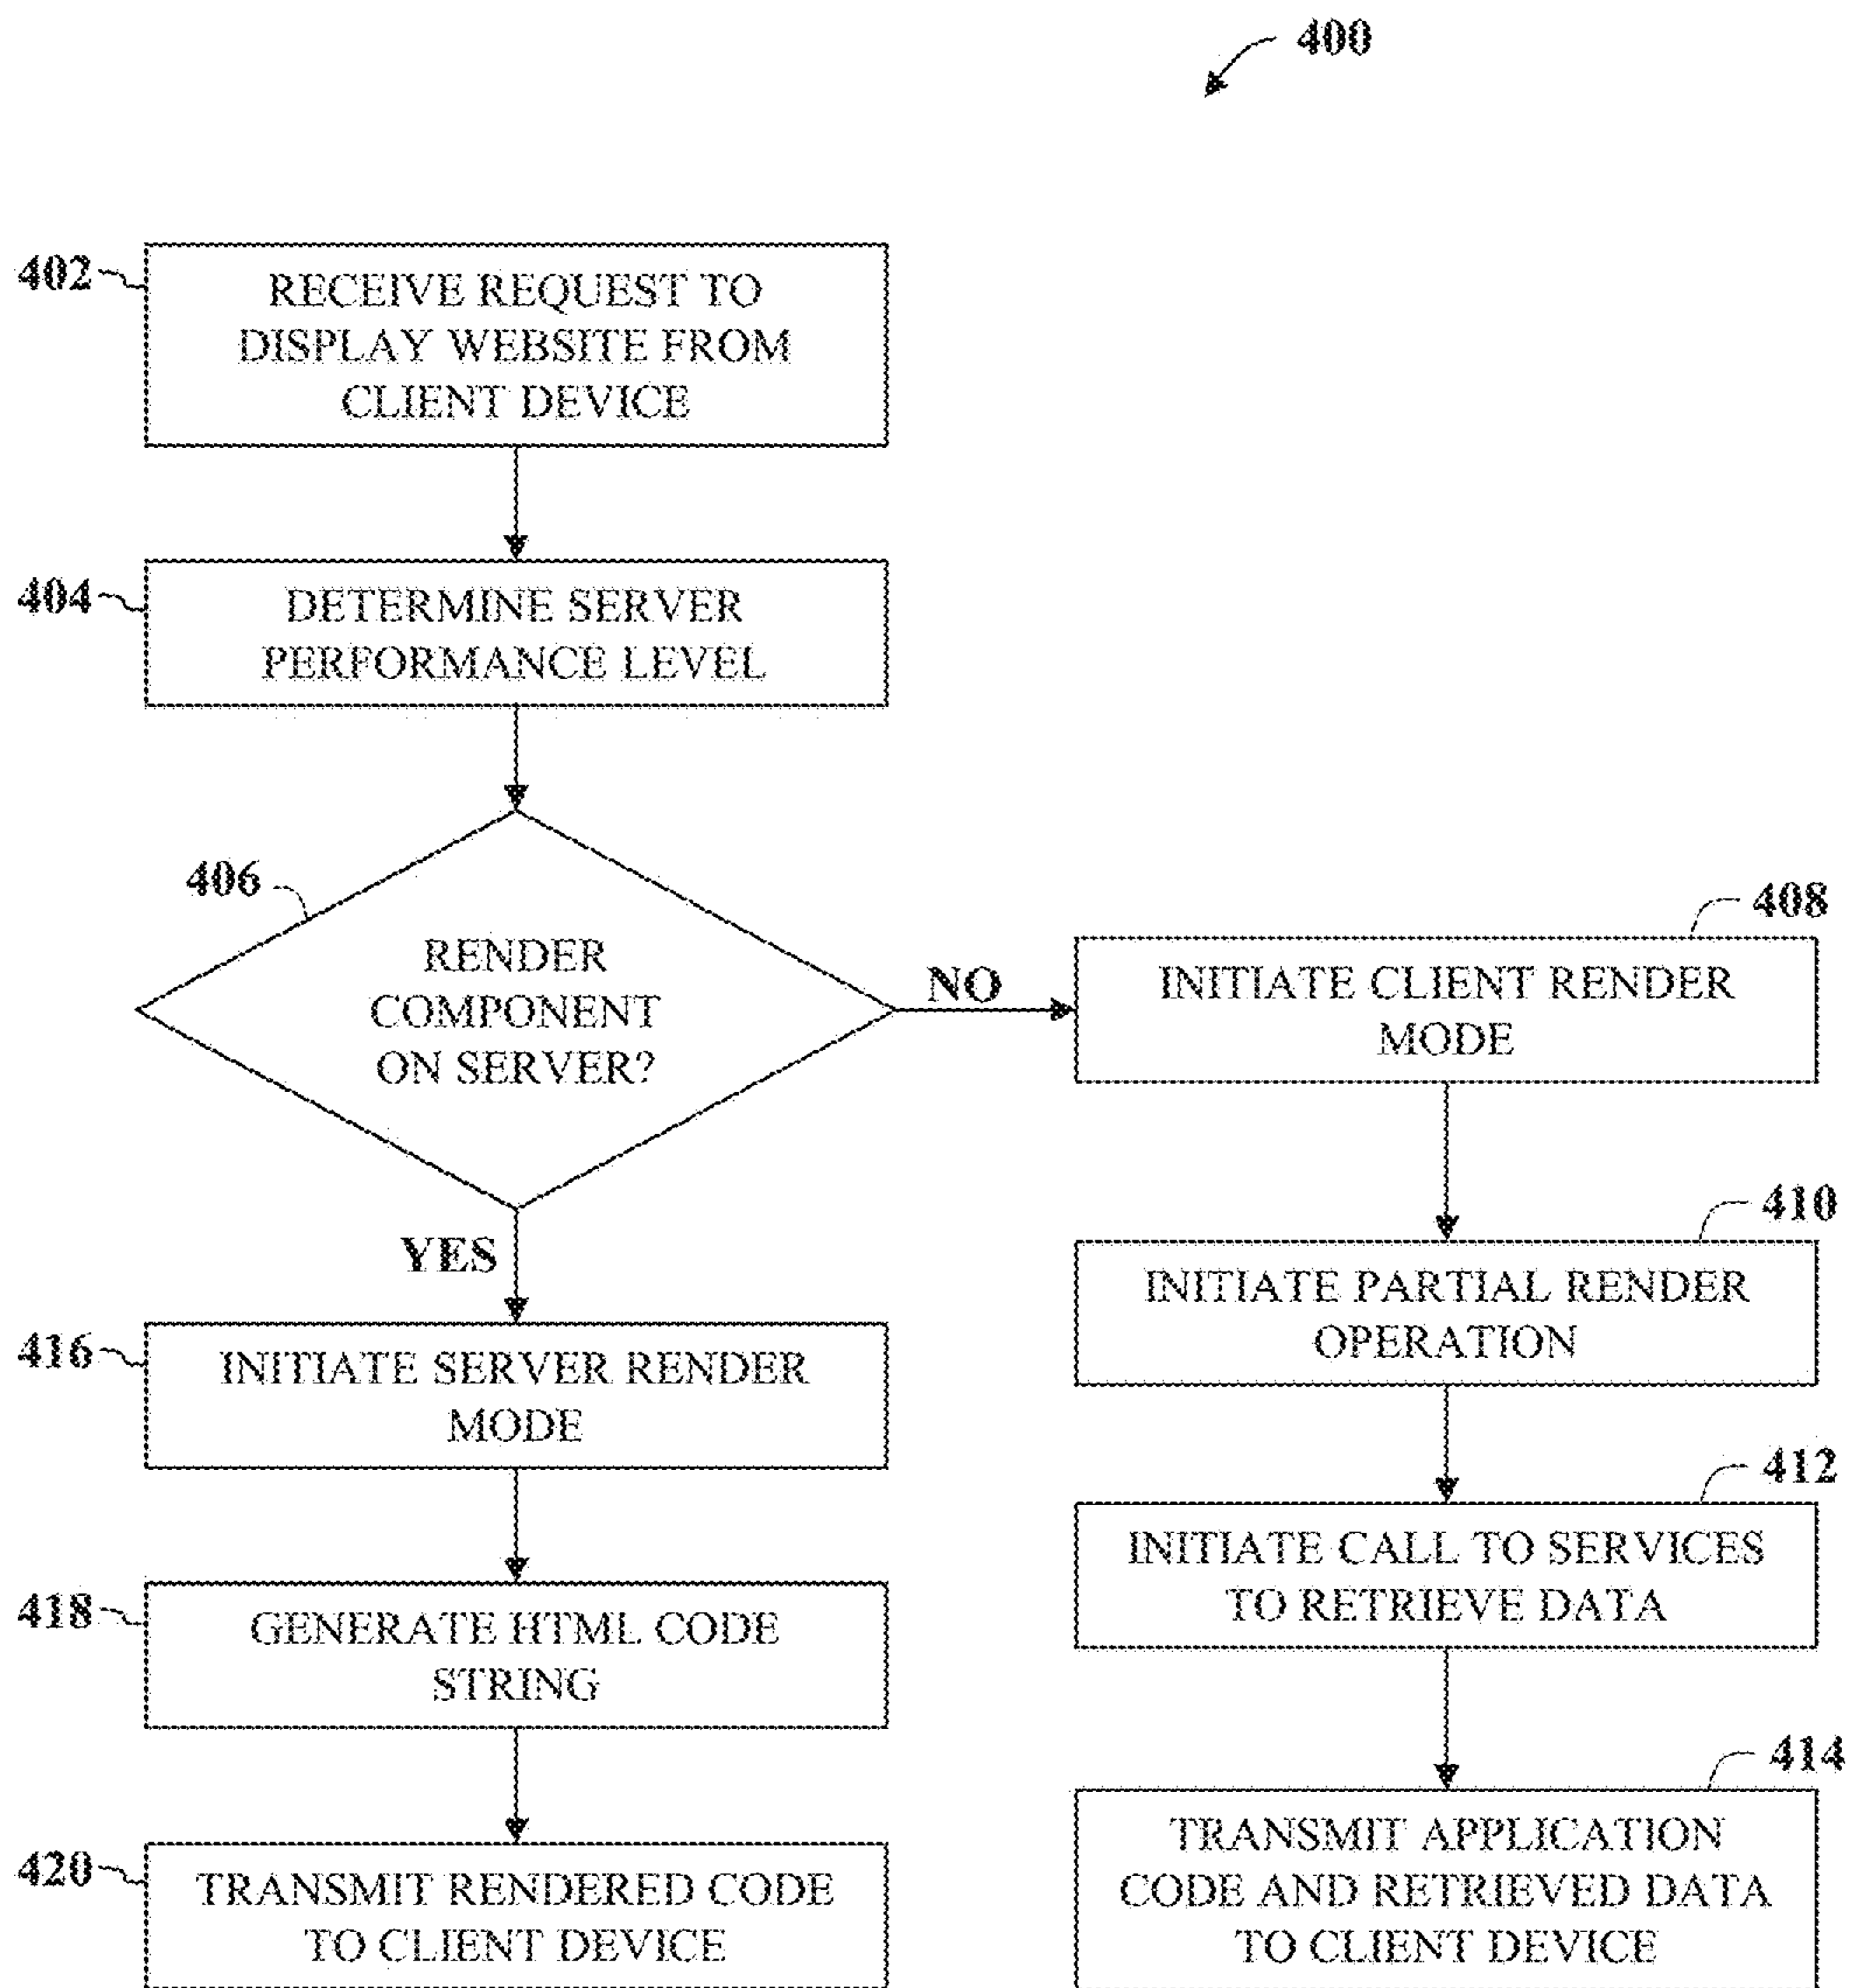 400
402
RECEIVE REQUEST TO
DISPLAY WEBSITE FROM
CLIENT DEVICE
404
DETERMINE SERVER
PERFORMANCE LEVEL
406
RENDER
COMPONENT
ON SERVER?
NO
408
INITIATE CLIENT RENDER
MODE
410
INITIATE PARTIAL RENDER
OPERATION
412
INITIATE CALL TO SERVICES
TO RETRIEVE DATA
414
TRANSMIT APPLICATION
CODE AND RETRIEVED DATA
TO CLIENT DEVICE
YES
416
INITIATE SERVER RENDER
MODE
418
GENERATE HTML CODE
STRING
420
TRANSMIT RENDERED CODE
TO CLIENT DEVICE